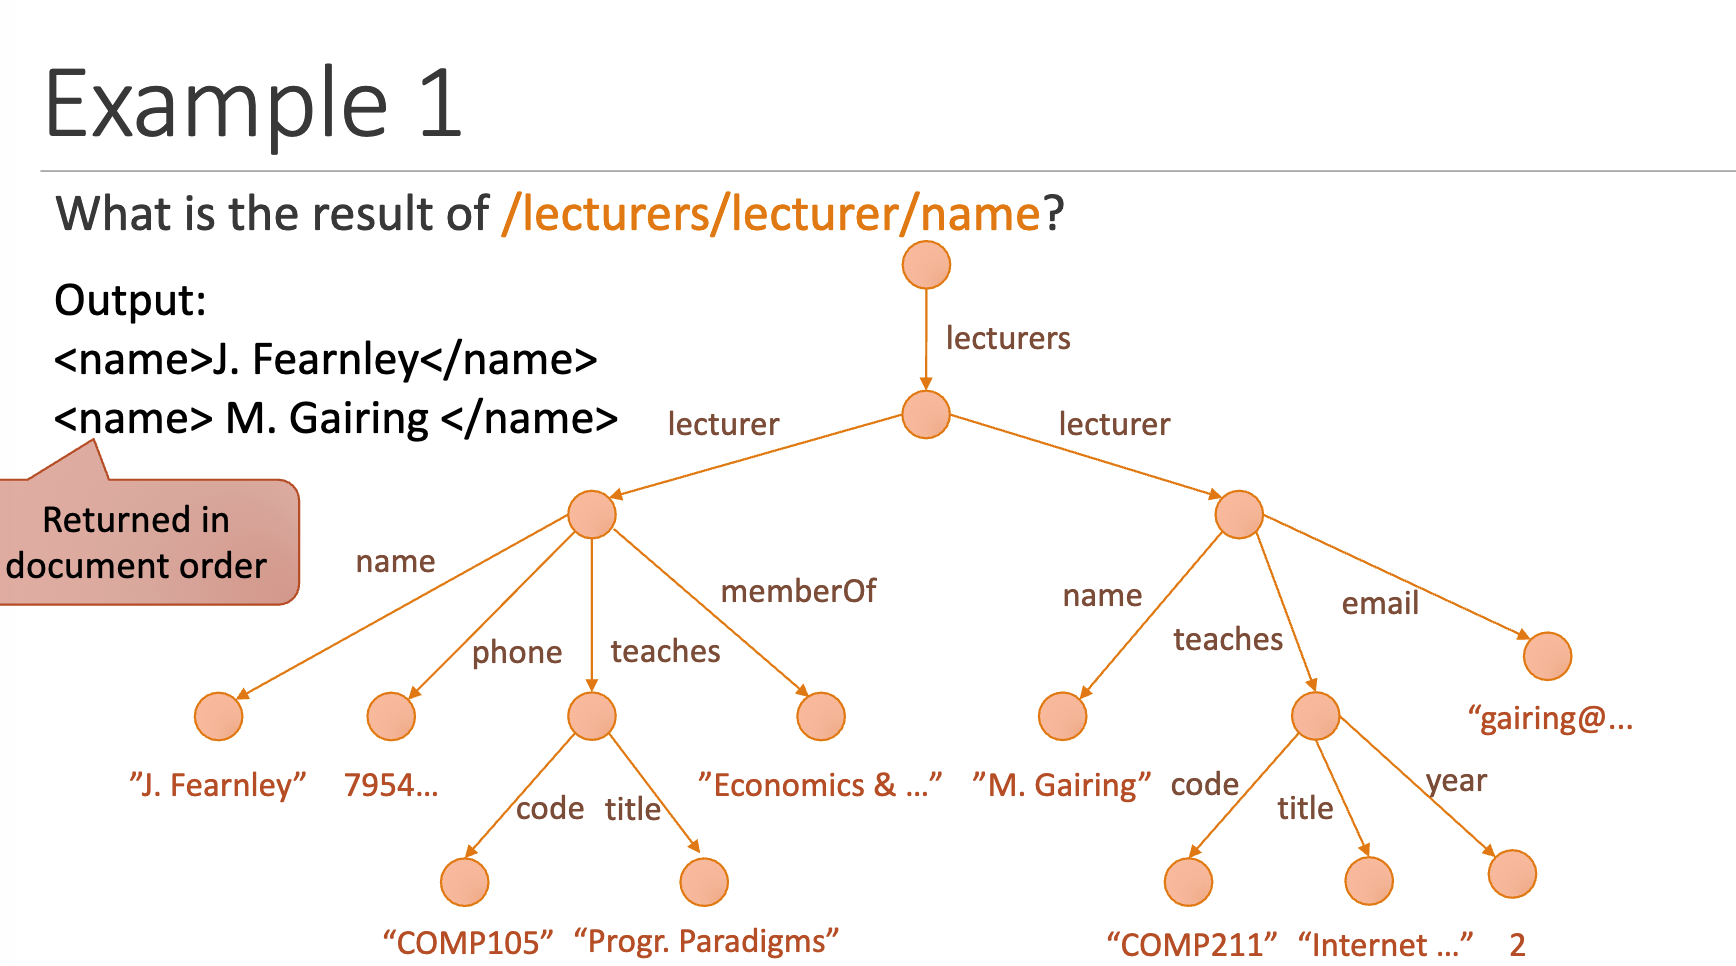 Example 1
What is the result of /lecturers/lecturer/name?
Output:
<name>J. Fearnley</name>
<name> M. Gairing </name>
Returned in
document order
lecturers
lecturer
lecturer
name
phone
teaches
memberOf
name
teaches
email
”J. Fearnley”
7954...
”Economics & ...”
”M. Gairing”
“gairing@...
code
title
code
title
year
“COMP105”
“Progr. Paradigms”
“COMP211”
“Internet ...”
2